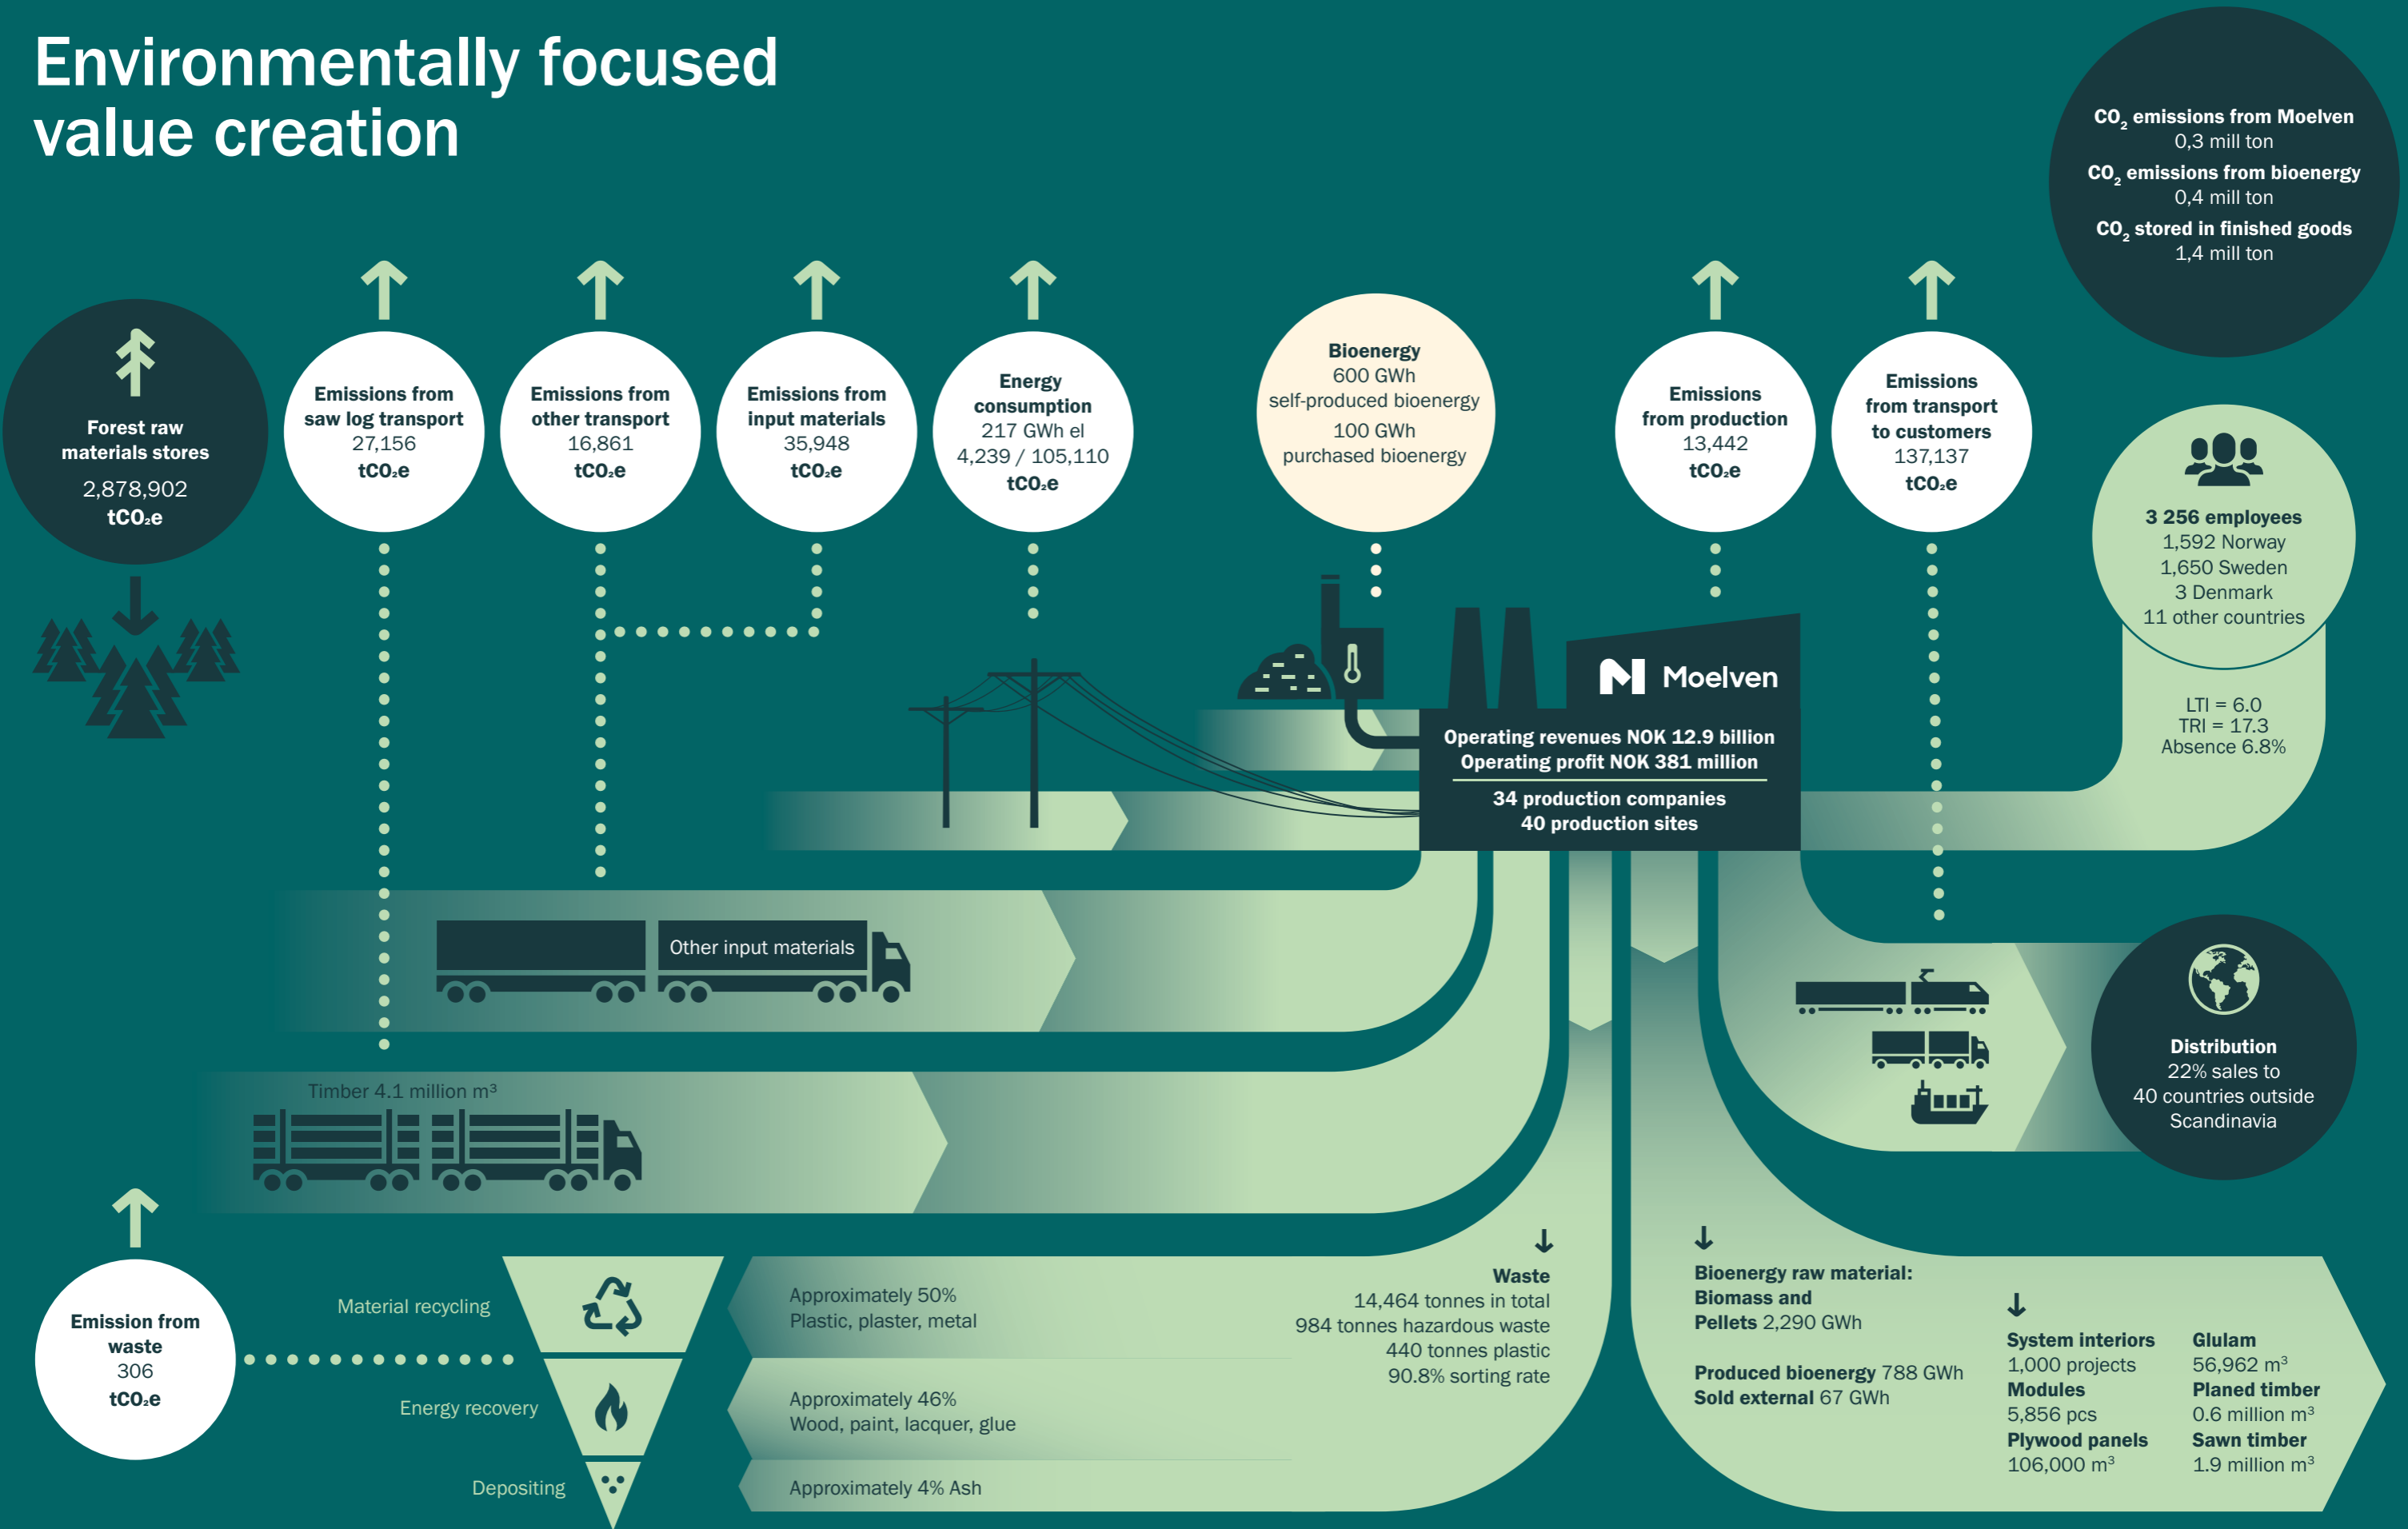 Environmentally focused
value creation
CO₂ emissions from Moelven
0,3 mill ton
CO₂ emissions from bioenergy
0,4 mill ton
CO₂ stored in finished goods
1,4 mill ton
Forest raw
materials stores
2,878,902
tCO₂e
Emissions from
saw log transport
27,156
tCO₂e
Emissions from
other transport
16,861
tCO₂e
Emissions from
input materials
35,948
tCO₂e
Energy
consumption
217 GWh el
4,239 / 105,110
tCO₂e
Bioenergy
600 GWh
self-produced bioenergy
100 GWh
purchased bioenergy
Emissions
from production
13,442
tCO₂e
Emissions
from transport
to customers
137,137
tCO₂e
3 256 employees
1,592 Norway
1,650 Sweden
3 Denmark
11 other countries
LTI = 6.0
TRI = 17.3
Absence 6.8%
Moelven
Operating revenues NOK 12.9 billion
Operating profit NOK 381 million
34 production companies
40 production sites
Other input materials
Timber 4.1 million m³
Distribution
22% sales to
40 countries outside
Scandinavia
Emission from
waste
306
tCO₂e
Material recycling
Energy recovery
Depositing
Approximately 50%
Plastic, plaster, metal
Approximately 46%
Wood, paint, lacquer, glue
Approximately 4% Ash
Waste
14,464 tonnes in total
984 tonnes hazardous waste
440 tonnes plastic
90.8% sorting rate
Bioenergy raw material:
Biomass and
Pellets 2,290 GWh
Produced bioenergy 788 GWh
Sold external 67 GWh
System interiors
1,000 projects
Modules
5,856 pcs
Plywood panels
106,000 m³
Glulam
56,962 m³
Planed timber
0.6 million m³
Sawn timber
1.9 million m³